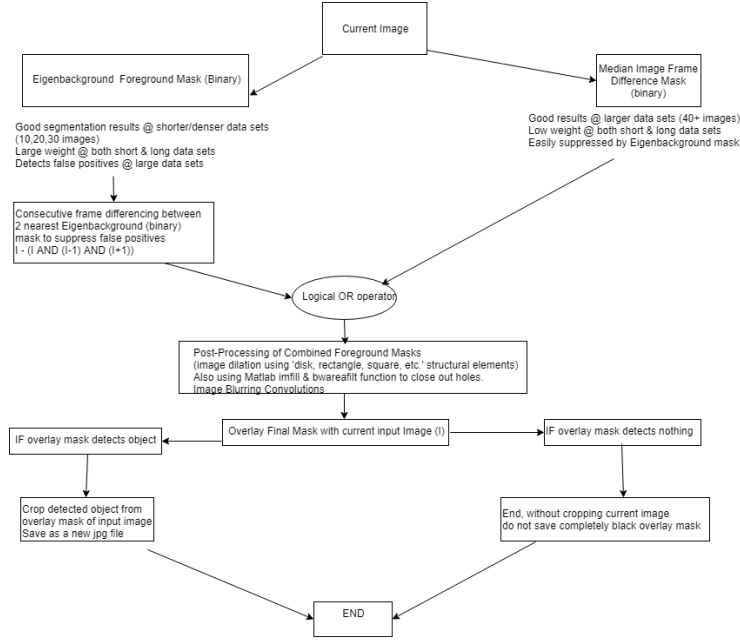 Current Image
Eigenbackground Foreground Mask (Binary)
Median Image Frame
Difference Mask
(binary)
Good segmentation results @ shorter/denser data sets
(10,20,30 images)
Large weight @ both short & long data sets
Detects false positives @ large data sets
Good results @ larger data sets (40+ images)
Low weight @ both short & long data sets
Easily suppressed by Eigenbackground mask
Consecutive frame differencing between
2 nearest Eigenbackground (binary)
mask to suppress false positives
I - (I AND (I-1) AND (I+1))
Logical OR operator
Post-Processing of Combined Foreground Masks
(image dilation using 'disk, rectangle, square, etc.' structural elements)
Also using Matlab imfill & bwareafilt function to close out holes.
Image Blurring Convolutions
IF overlay mask detects object
Overlay Final Mask with current input Image (I)
IF overlay mask detects nothing
Crop detected object from
overlay mask of input image
Save as a new jpg file
End, without cropping current image
do not save completely black overlay mask
END